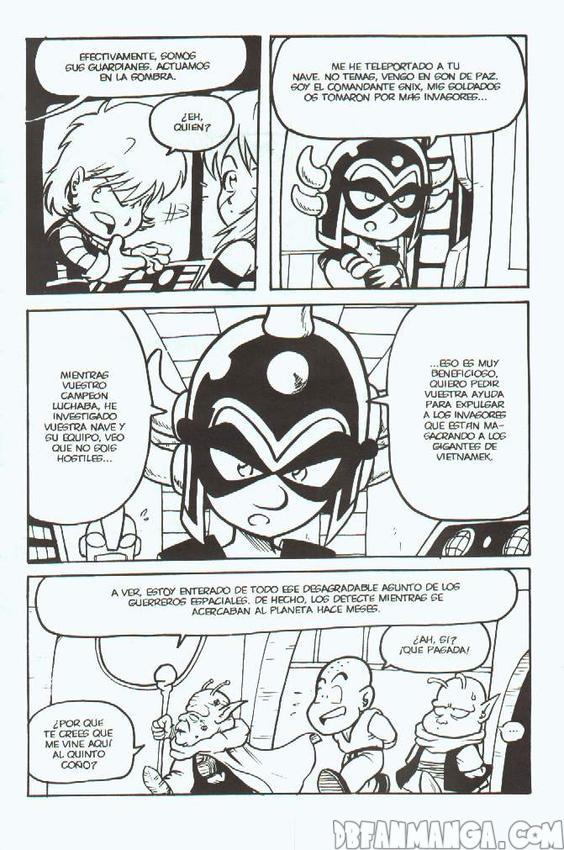 EFECTIVAMENTE, SOMOS
SUS GUARDIANES. ACTUAMOS
EN LA SOMBRA.
¿EH,
QUIEN?
ME HE TELEPORTADO A TU
NAVE. NO TEMAS, VENGO EN SON DE PAZ.
SOY EL COMANDANTE SNIX, MIS SOLDADOS
OS TOMARON POR MAS INVASORES...
MIENTRAS
VUESTRO
CAMPEON
LUCHABA, HE
INVESTIGADO
VUESTRA NAVE Y
SU EQUIPO, VEO
QUE NO SOIS
HOSTILES...
...ESO ES MUY
BENEFICIOSO,
QUIERO PEDIR
VUESTRA AYUDA
PARA EXPULSAR
A LOS INVASORES
QUE ESTAN MA-
SACRANDO A LOS
GIGANTES DE
VIETNAMEK.
A VER, ESTOY ENTERADO DE TODO ESE DESAGRADABLE ASUNTO DE LOS
GUERREROS ESPACIALES. DE HECHO, LOS DETECTE MIENTRAS SE
ACERCABAN AL PLANETA HACE MESES.
¿AH, SI?
¡QUE PASADA!
¿POR QUE
TE CREES QUE
ME VINE AQUÍ
AL QUINTO
COÑO?
...
DBFANMANGA.COM